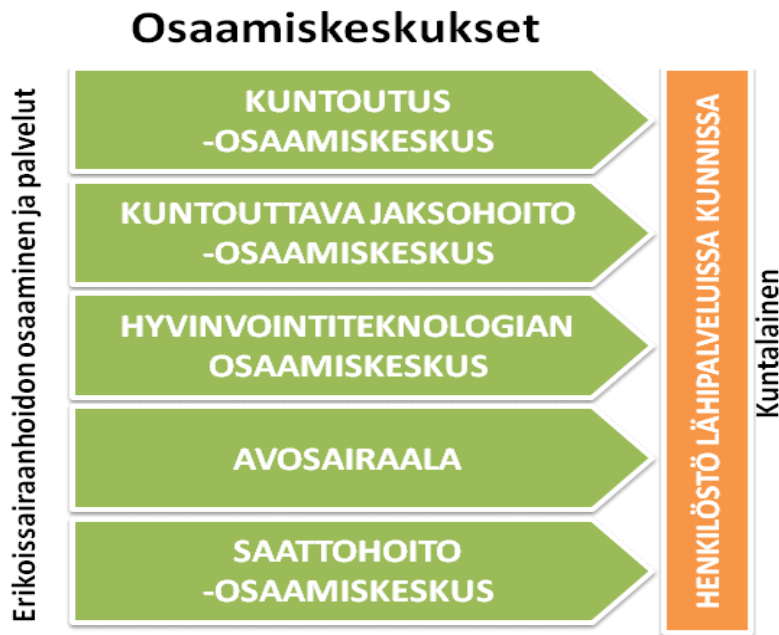 Osaamiskeskukset
Erikoissairaanhoidon osaaminen ja palvelut
KUNTOUTUS
-OSAAMISKESKUS
KUNTOUTTAVA JAKSOHOITO
-OSAAMISKESKUS
HYVINVOINTITEKNOLOGIAN
OSAAMISKESKUS
AVOSAIRAALA
SAATTOHOITO
-OSAAMISKESKUS
HENKILÖSTÖ LÄHIPALVELUISSA KUNNISSA
Kuntalainen